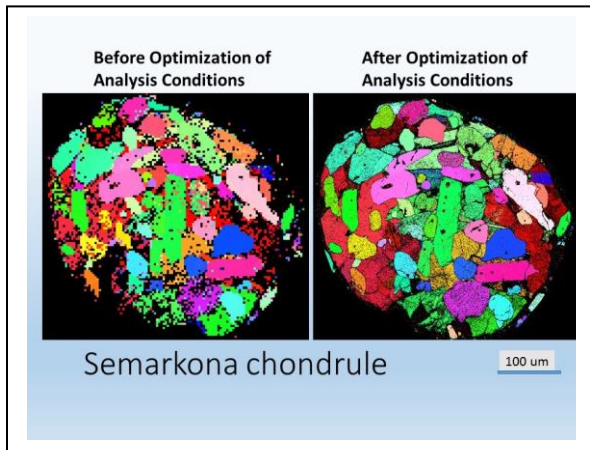 Before Optimization of
Analysis Conditions
After Optimization of
Analysis Conditions
Semarkona chondrule
100 um